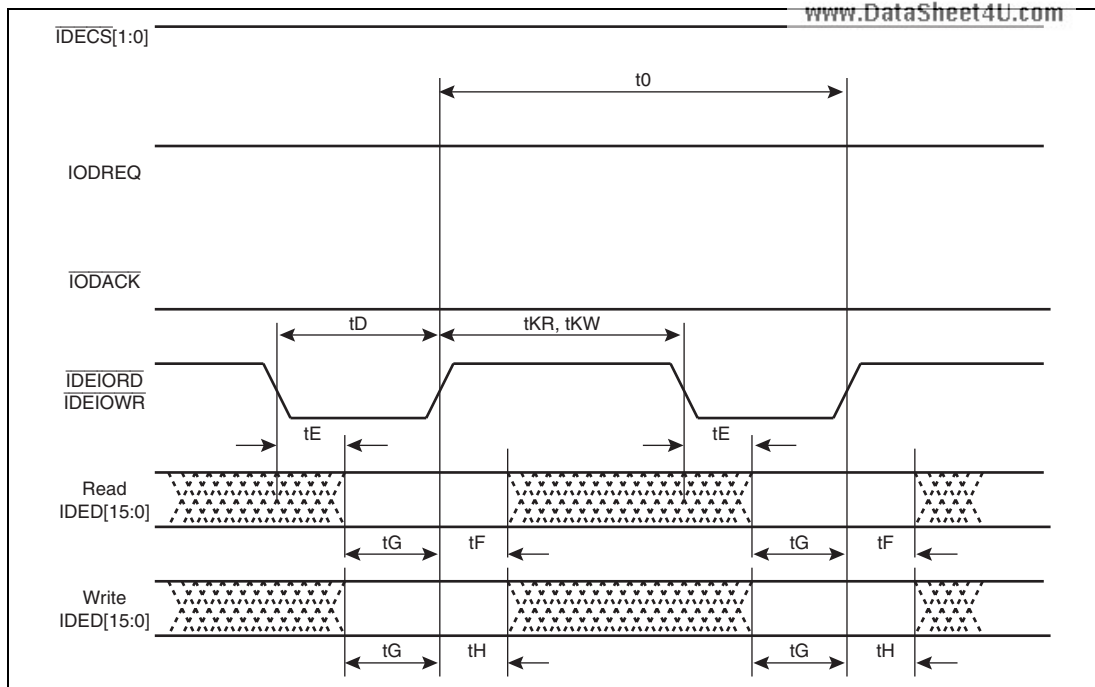 www.DataSheet4U.com
IDECS[1:0]
t0
IODREQ
IODACK
tD
tKR, tKW
IDEIORD
IDEIOWR
tE
tE
Read
IDED[15:0]
tG
tF
tG
tF
Write
IDED[15:0]
tG
tH
tG
tH